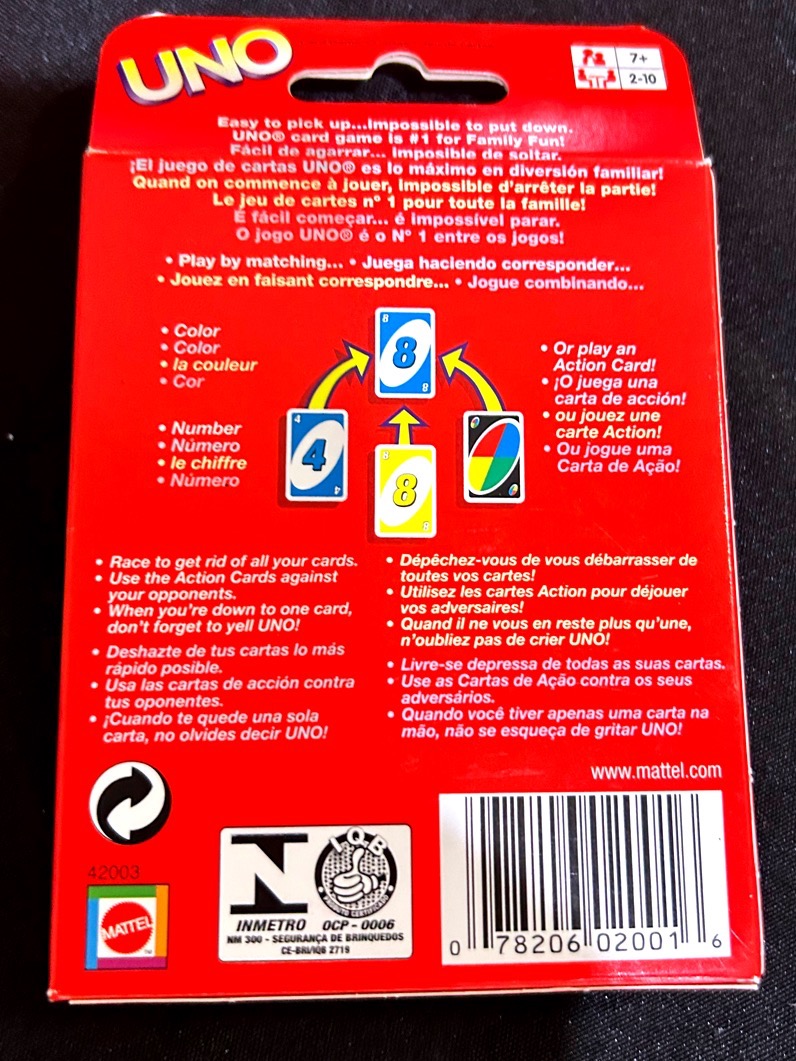 UNO
7+
2-10
Easy to pick up...Impossible to put down.
UNO® card game is #1 for Family Fun!
Fácil de agarrar... Imposible de soltar.
¡El juego de cartas UNO® es lo máximo en diversión familiar!
Quand on commence à jouer, impossible d'arrêter la partie!
Le jeu de cartes n° 1 pour toute la famille!
É fácil começar... é impossível parar.
O jogo UNO® é o N° 1 entre os jogos!
• Play by matching... • Juega haciendo corresponder...
• Jouez en faisant correspondre... • Jogue combinando...
• Color
• Color
• la couleur
• Cor
• Number
• Número
• le chiffre
• Número
8
8
8
4
4
4
8
8
8
• Or play an
Action Card!
• ¡O juega una
carta de acción!
• ou jouez une
carte Action!
• Ou jogue uma
Carta de Ação!
• Race to get rid of all your cards.
• Use the Action Cards against
your opponents.
• When you're down to one card,
don't forget to yell UNO!
• Deshazte de tus cartas lo más
rápido posible.
• Usa las cartas de acción contra
tus oponentes.
• ¡Cuando te quede una sola
carta, no olvides decir UNO!
• Dépêchez-vous de vous débarrasser de
toutes vos cartes!
• Utilisez les cartes Action pour déjouer
vos adversaires!
• Quand il ne vous en reste plus qu'une,
n'oubliez pas de crier UNO!
• Livre-se depressa de todas as suas cartas.
• Use as Cartas de Ação contra os seus
adversários.
• Quando você tiver apenas uma carta na
mão, não se esqueça de gritar UNO!
www.mattel.com
42003
MATTEL
™
IQB
PRODUTO CERTIFICADO
INMETRO OCP - 0006
NM 300 - SEGURANÇA DE BRINQUEDOS
CE-BRI/IQB 2719
0 78206 02001 6